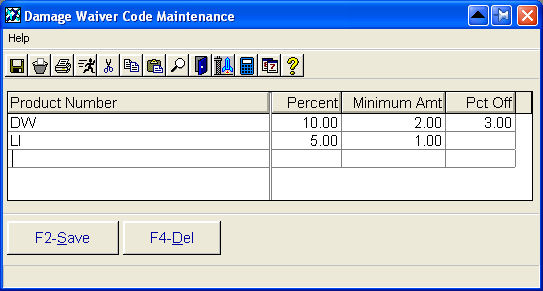 Damage Waiver Code Maintenance
Help
Product Number Percent Minimum Amt Pct Off
DW 10.00 2.00 3.00
LI 5.00 1.00
F2-Save F4-Del